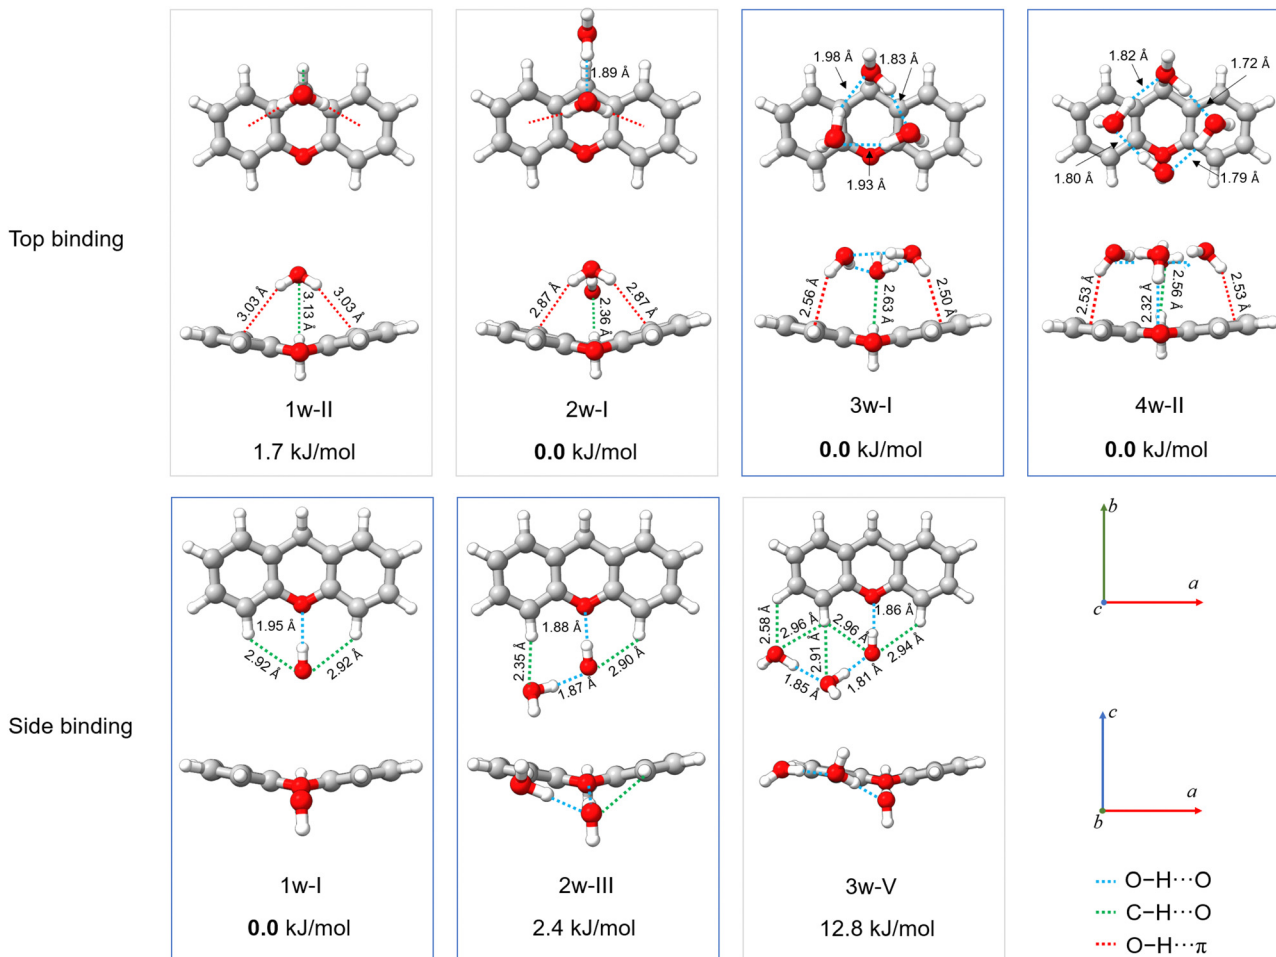 Top binding
3.03 Å
3.13 Å
3.03 Å
1w-II
1.7 kJ/mol
1.89 Å
2.87 Å
2.36 Å
2.87 Å
2w-I
0.0 kJ/mol
1.98 Å
1.83 Å
1.93 Å
2.56 Å
2.63 Å
2.50 Å
3w-I
0.0 kJ/mol
1.82 Å
1.72 Å
1.80 Å
1.79 Å
2.53 Å
2.32 Å
2.56 Å
2.53 Å
4w-II
0.0 kJ/mol
Side binding
1.95 Å
2.92 Å
2.92 Å
1w-I
0.0 kJ/mol
1.88 Å
2.35 Å
1.87 Å
2.90 Å
2w-III
2.4 kJ/mol
1.86 Å
2.58 Å
2.96 Å
2.96 Å
2.91 Å
2.94 Å
1.85 Å
1.81 Å
3w-V
12.8 kJ/mol
b
c
a
c
b
a
O−H···O
C−H···O
O−H···π